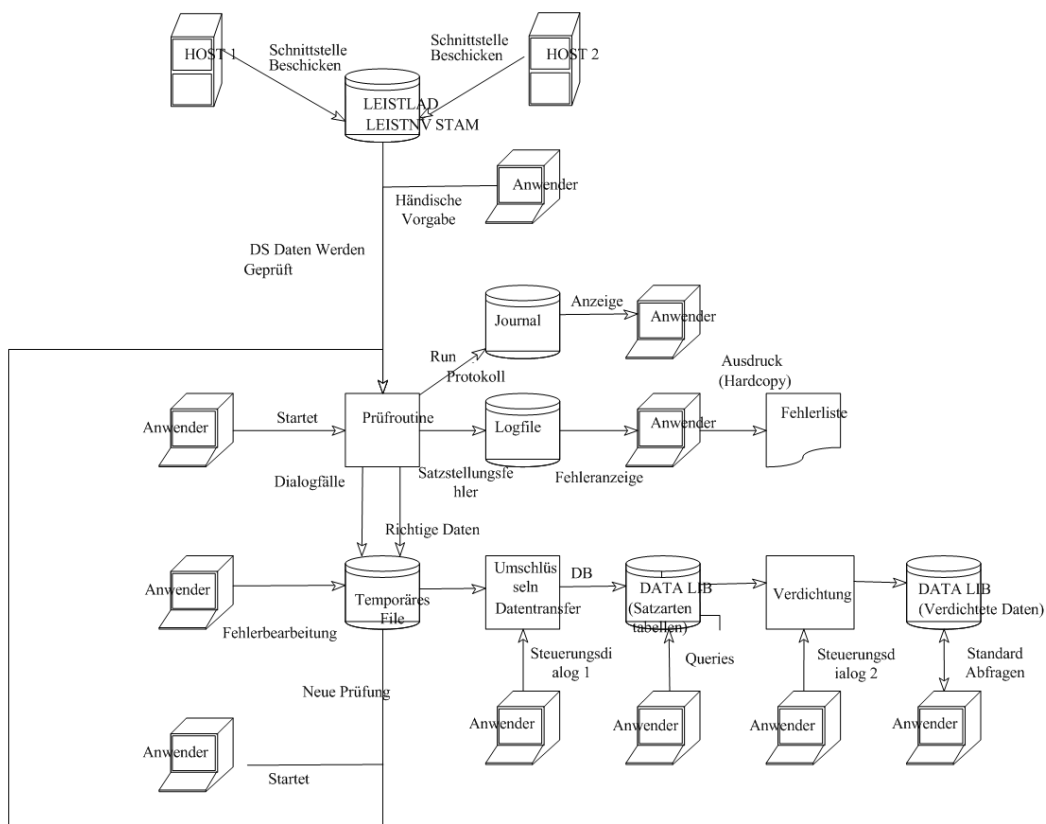 HOST 1
Schnittstelle
Beschicken
Schnittstelle
Beschicken
HOST 2
LEISTLAD
LEISTNV STAM
Händische
Vorgabe
Anwender
DS Daten Werden
Geprüft
Journal
Anzeige
Anwender
Run
Protokoll
Ausdruck
(Hardcopy)
Anwender
Startet
Prüfroutine
Logfile
Anwender
Fehlerliste
Dialogfälle
Satzstellungsfe
hler
Fehleranzeige
Richtige Daten
Anwender
Fehlerbearbeitung
Temporäres
File
Umschlüs
seln
Datentransfer
DB
DATA LIB
(Satzarten
tabellen)
Verdichtung
DATA LIB
(Verdichtete Daten)
Steuerungsdi
alog 1
Queries
Steuerungsd
ialog 2
Standard
Abfragen
Neue Prüfung
Anwender
Anwender
Anwender
Anwender
Anwender
Startet